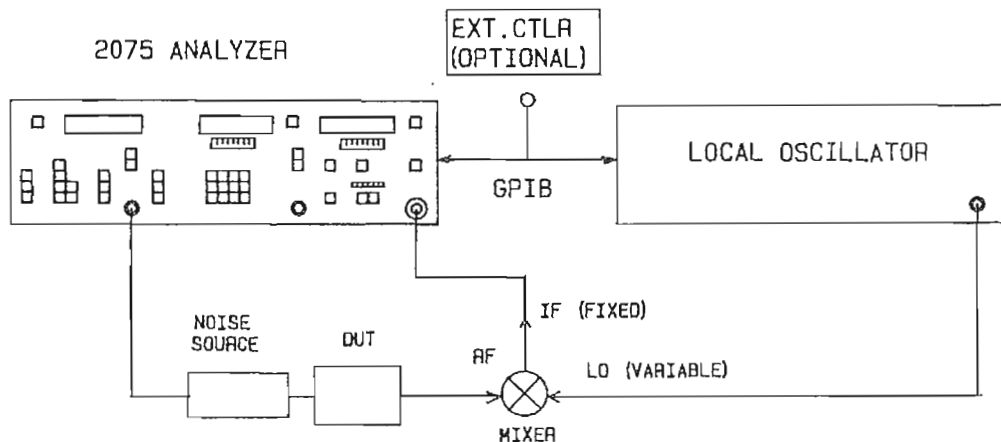 2075 ANALYZER
EXT.CTLR
(OPTIONAL)
LOCAL OSCILLATOR
GPIB
NOISE
SOURCE
DUT
RF
IF (FIXED)
LO (VARIABLE)
MIXER